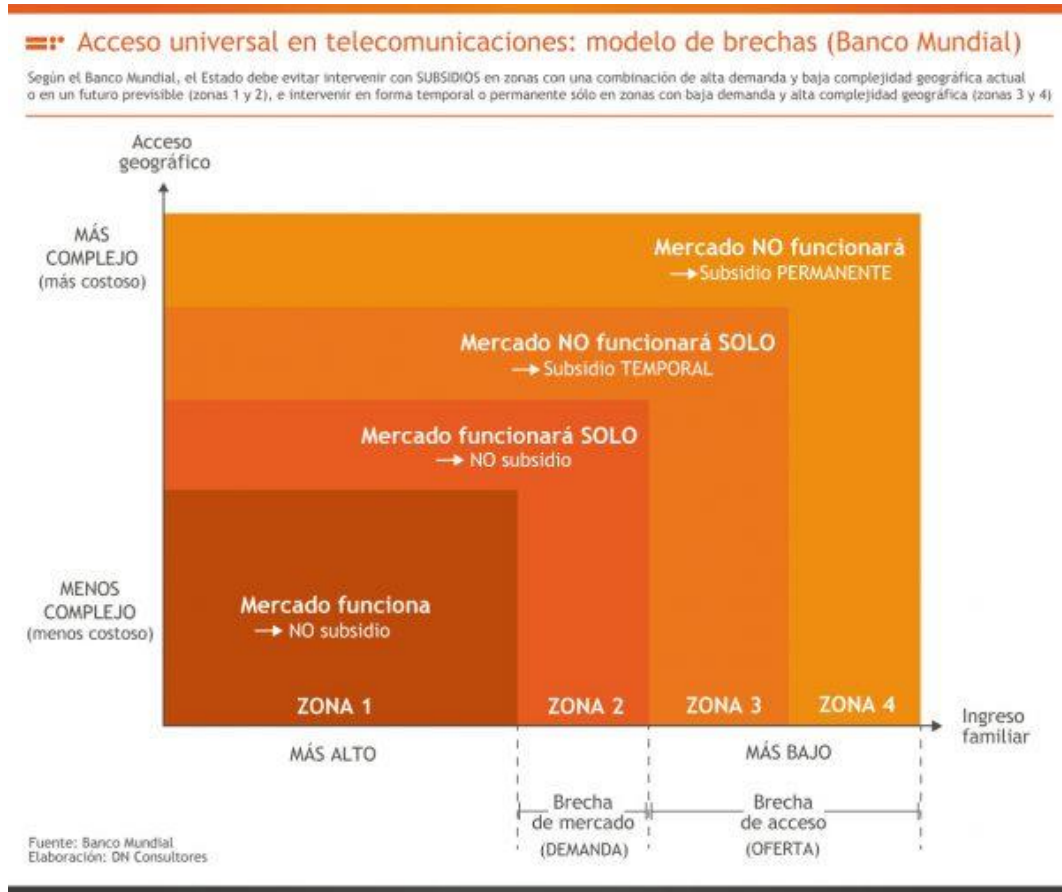 Acceso universal en telecomunicaciones: modelo de brechas (Banco Mundial)
Según el Banco Mundial, el Estado debe evitar intervenir con SUBSIDIOS en zonas con una combinación de alta demanda y baja complejidad geográfica actual
o en un futuro previsible (zonas 1 y 2), e intervenir en forma temporal o permanente sólo en zonas con baja demanda y alta complejidad geográfica (zonas 3 y 4)
Acceso
geográfico
MÁS
COMPLEJO
(más costoso)
Mercado NO funcionará
→ Subsidio PERMANENTE
Mercado NO funcionará SOLO
→ Subsidio TEMPORAL
Mercado funcionará SOLO
→ NO subsidio
MENOS
COMPLEJO
(menos costoso)
Mercado funciona
→ NO subsidio
ZONA 1
ZONA 2
ZONA 3
ZONA 4
Ingreso
familiar
MÁS ALTO
MÁS BAJO
Brecha
de mercado
(DEMANDA)
Brecha
de acceso
(OFERTA)
Fuente: Banco Mundial
Elaboración: DN Consultores